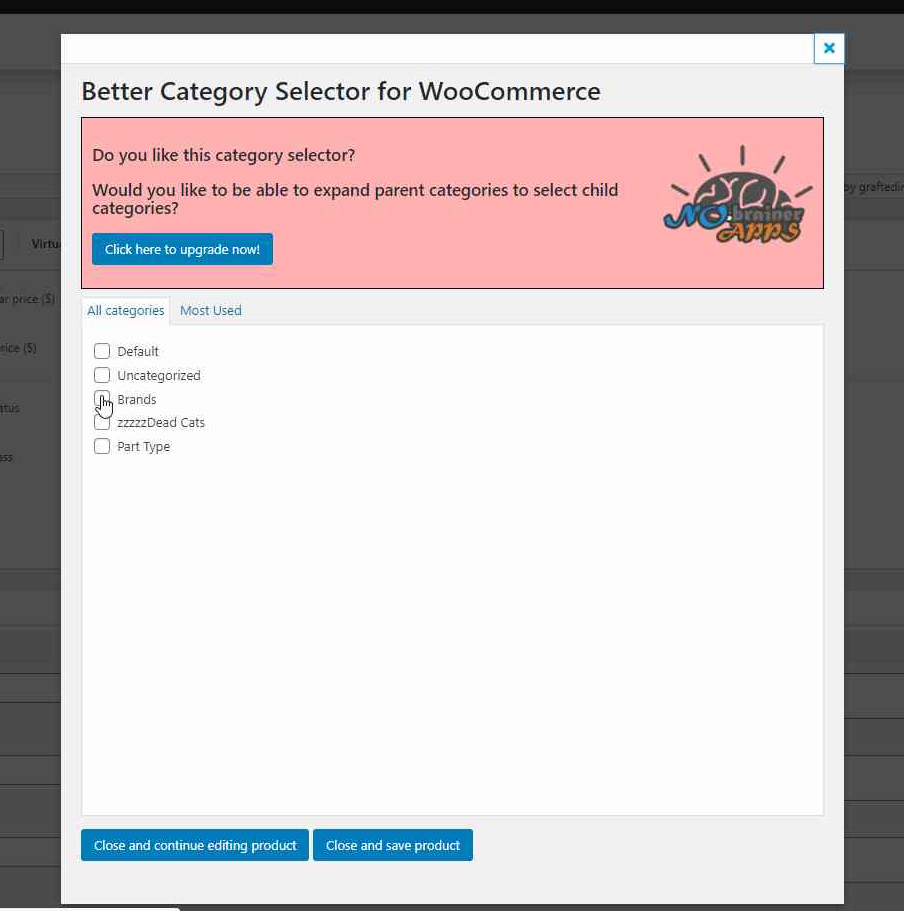 Better Category Selector for WooCommerce
Do you like this category selector?
Would you like to be able to expand parent categories to select child
categories?
NO.brainer
APPS
Click here to upgrade now!
by graftedin
Virtu
ar price ($)
rice ($)
atus
ass
All categories
Most Used
Default
Uncategorized
Brands
zzzzzDead Cats
Part Type
Close and continue editing product
Close and save product